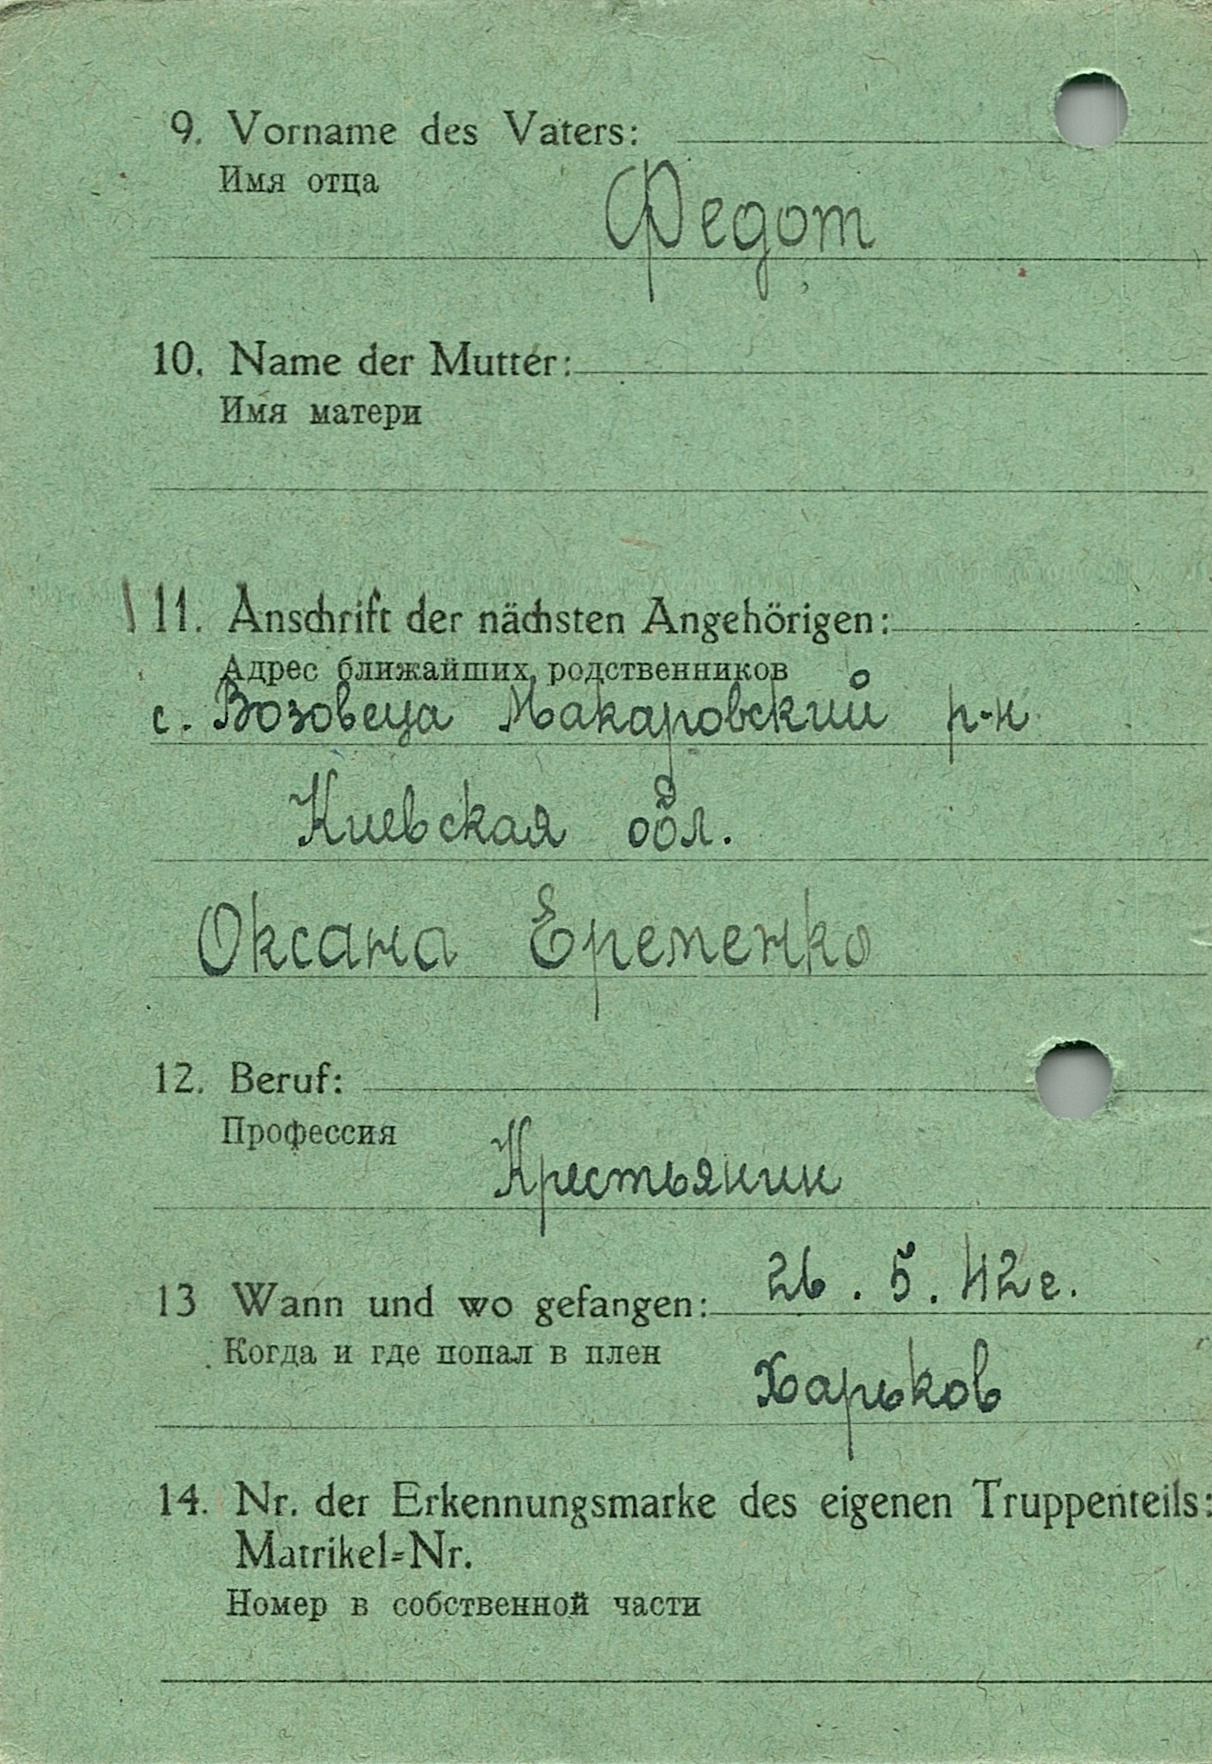 9. Vorname des Vaters:
Имя отца
Федот
10. Name der Mutter:
Имя матери
11. Anschrift der nächsten Angehörigen:
Адрес ближайших родственников
с. Возовеца Макаровский р-н
Киевская обл.
Оксана Еременко
12. Beruf:
Профессия
Крестьянин
13 Wann und wo gefangen: 26.5.42г.
Когда и где попал в плен
Харьков
14. Nr. der Erkennungsmarke des eigenen Truppenteils:
Matrikel-Nr.
Номер в собственной части